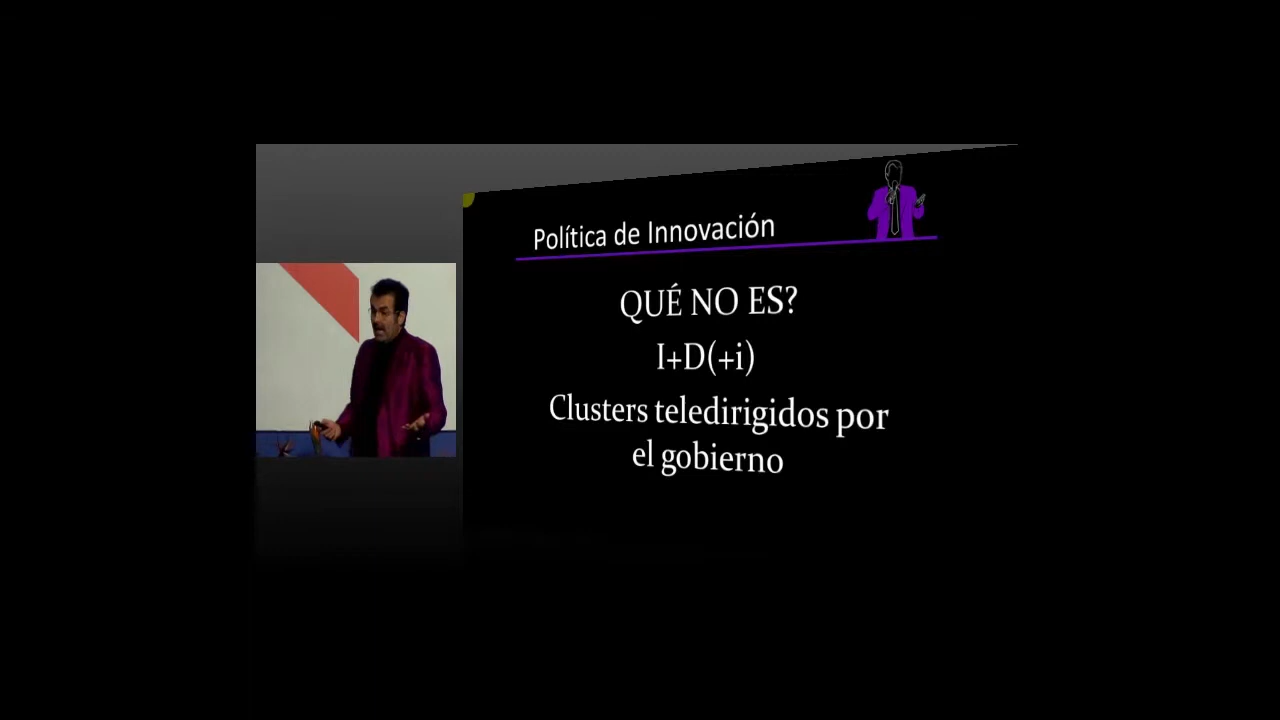 Política de Innovación
QUÉ NO ES?
I+D(+i)
Clusters teledirigidos por
el gobierno